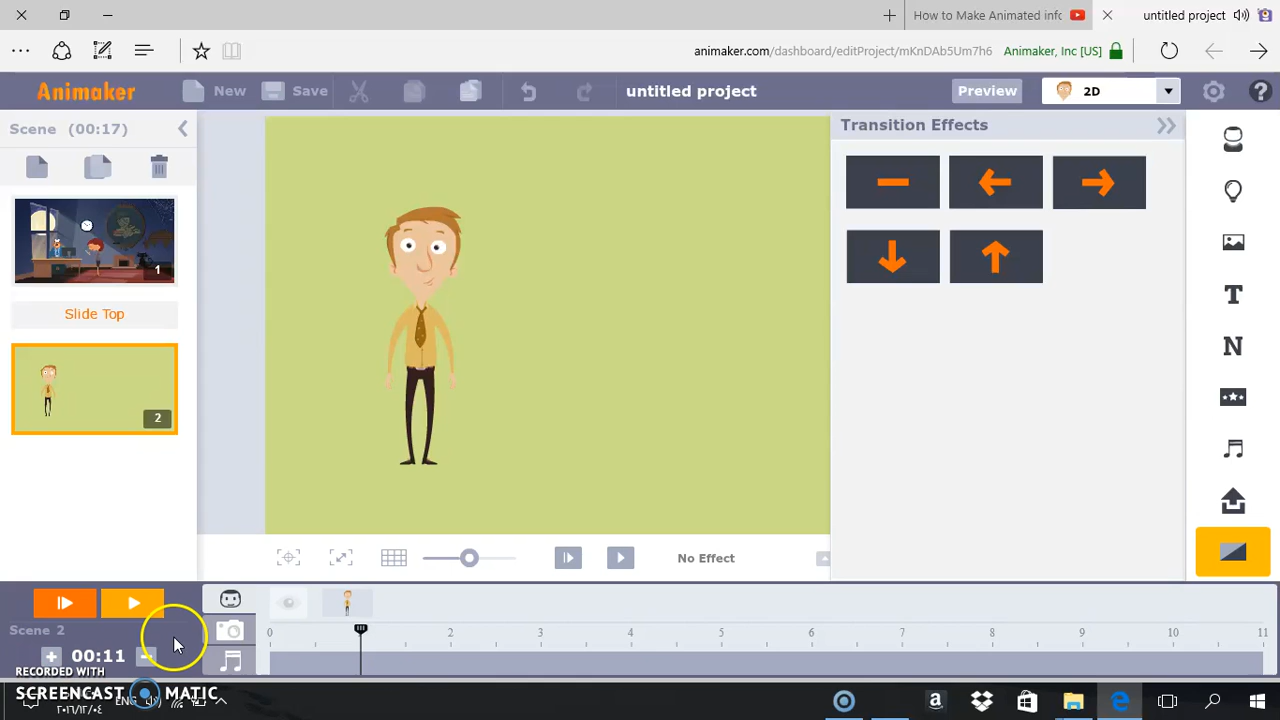 How to Make Animated info
untitled project
animaker.com/dashboard/editProject/mKnDAb5Um7h6
Animaker, Inc [US]
Animaker
New
Save
untitled project
Preview
2D
Scene (00:17)
Transition Effects
1
Slide Top
2
T
N
No Effect
Scene 2
00:11
0 2 3 4 5 6 7 8 9 10 11
RECORDED WITH
SCREENCAST MATIC
ENG